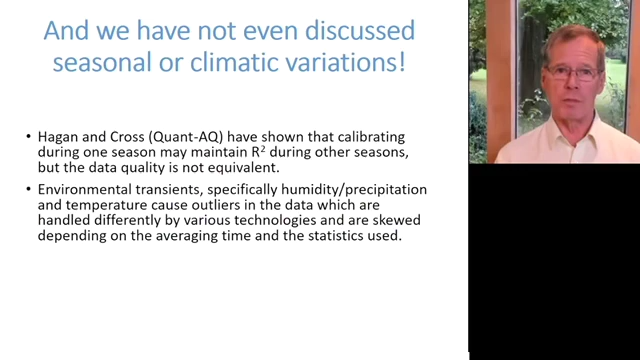 And we have not even discussed
seasonal or climatic variations!
• Hagan and Cross (Quant-AQ) have shown that calibrating
during one season may maintain R² during other seasons,
but the data quality is not equivalent.
• Environmental transients, specifically humidity/precipitation
and temperature cause outliers in the data which are
handled differently by various technologies and are skewed
depending on the averaging time and the statistics used.